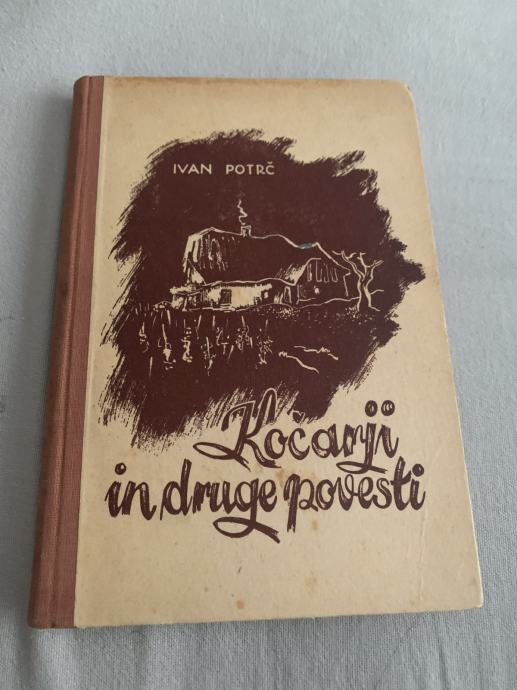 IVAN POTRČ
Kočarji
in druge povesti